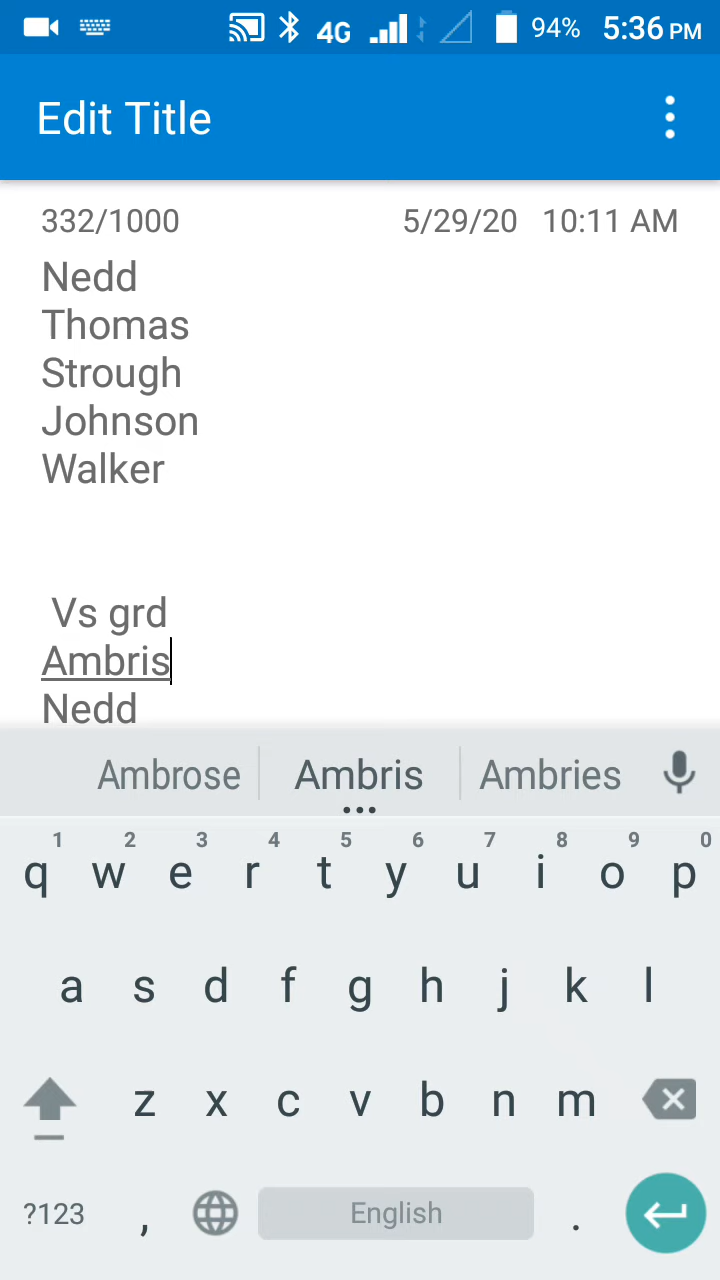 4G 94% 5:36 PM
Edit Title
332/1000 5/29/20 10:11 AM
Nedd
Thomas
Strough
Johnson
Walker
Vs grd
Ambris
Nedd
Ambrose Ambris Ambries
1 2 3 4 5 6 7 8 9 0
q w e r t y u i o p
a s d f g h j k l
z x c v b n m
?123 , English .